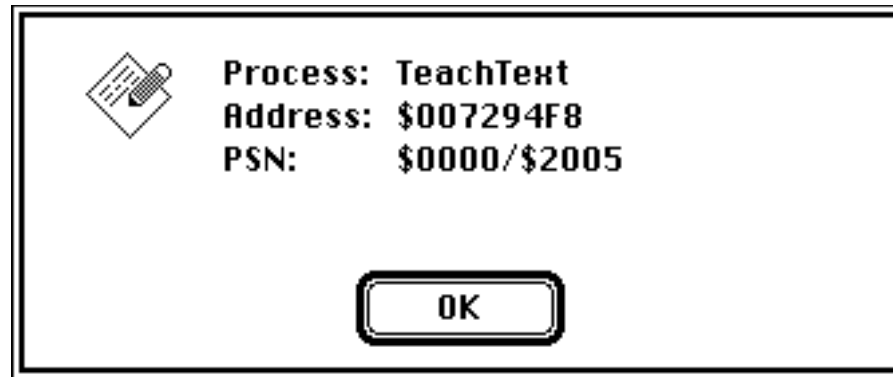 Process: TeachText
Address: $007294F8
PSN: $0000/$2005
OK